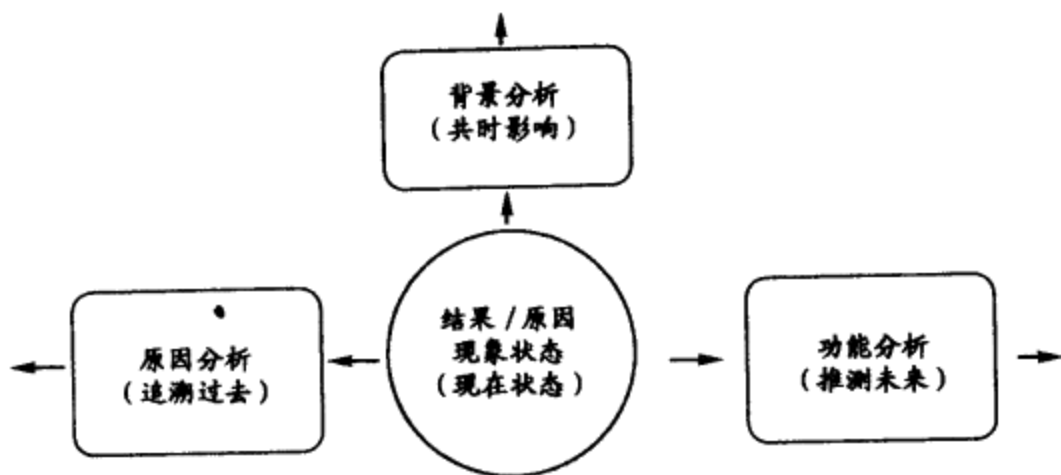 背景分析
（共时影响）
结果/原因
现象状态
（现在状态）
原因分析
（追溯过去）
功能分析
（推测未来）